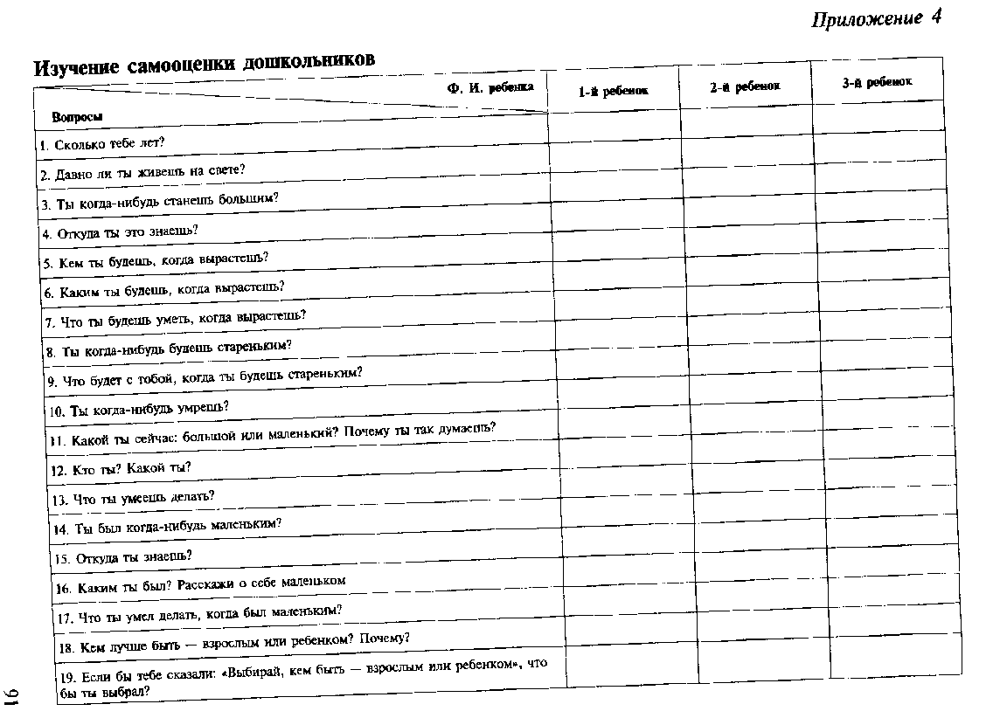 Приложение 4
Изучение самооценки дошкольников
Ф. И. ребенка
Вопросы
1-й ребенок
2-й ребенок
3-й ребенок
1. Сколько тебе лет?
2. Давно ли ты живешь на свете?
3. Ты когда-нибудь станешь большим?
4. Откуда ты это знаешь?
5. Кем ты будешь, когда вырастешь?
6. Каким ты будешь, когда вырастешь?
7. Что ты будешь уметь, когда вырастешь?
8. Ты когда-нибудь будешь стареньким?
9. Что будет с тобой, когда ты будешь стареньким?
10. Ты когда-нибудь умрешь?
11. Какой ты сейчас: большой или маленький? Почему ты так думаешь?
12. Кто ты? Какой ты?
13. Что ты умеешь делать?
14. Ты был когда-нибудь маленьким?
15. Откуда ты знаешь?
16. Каким ты был? Расскажи о себе маленьком
17. Что ты умел делать, когда был маленьким?
18. Кем лучше быть — взрослым или ребенком? Почему?
19. Если бы тебе сказали: «Выбирай, кем быть — взрослым или ребенком», что
бы ты выбрал?
16